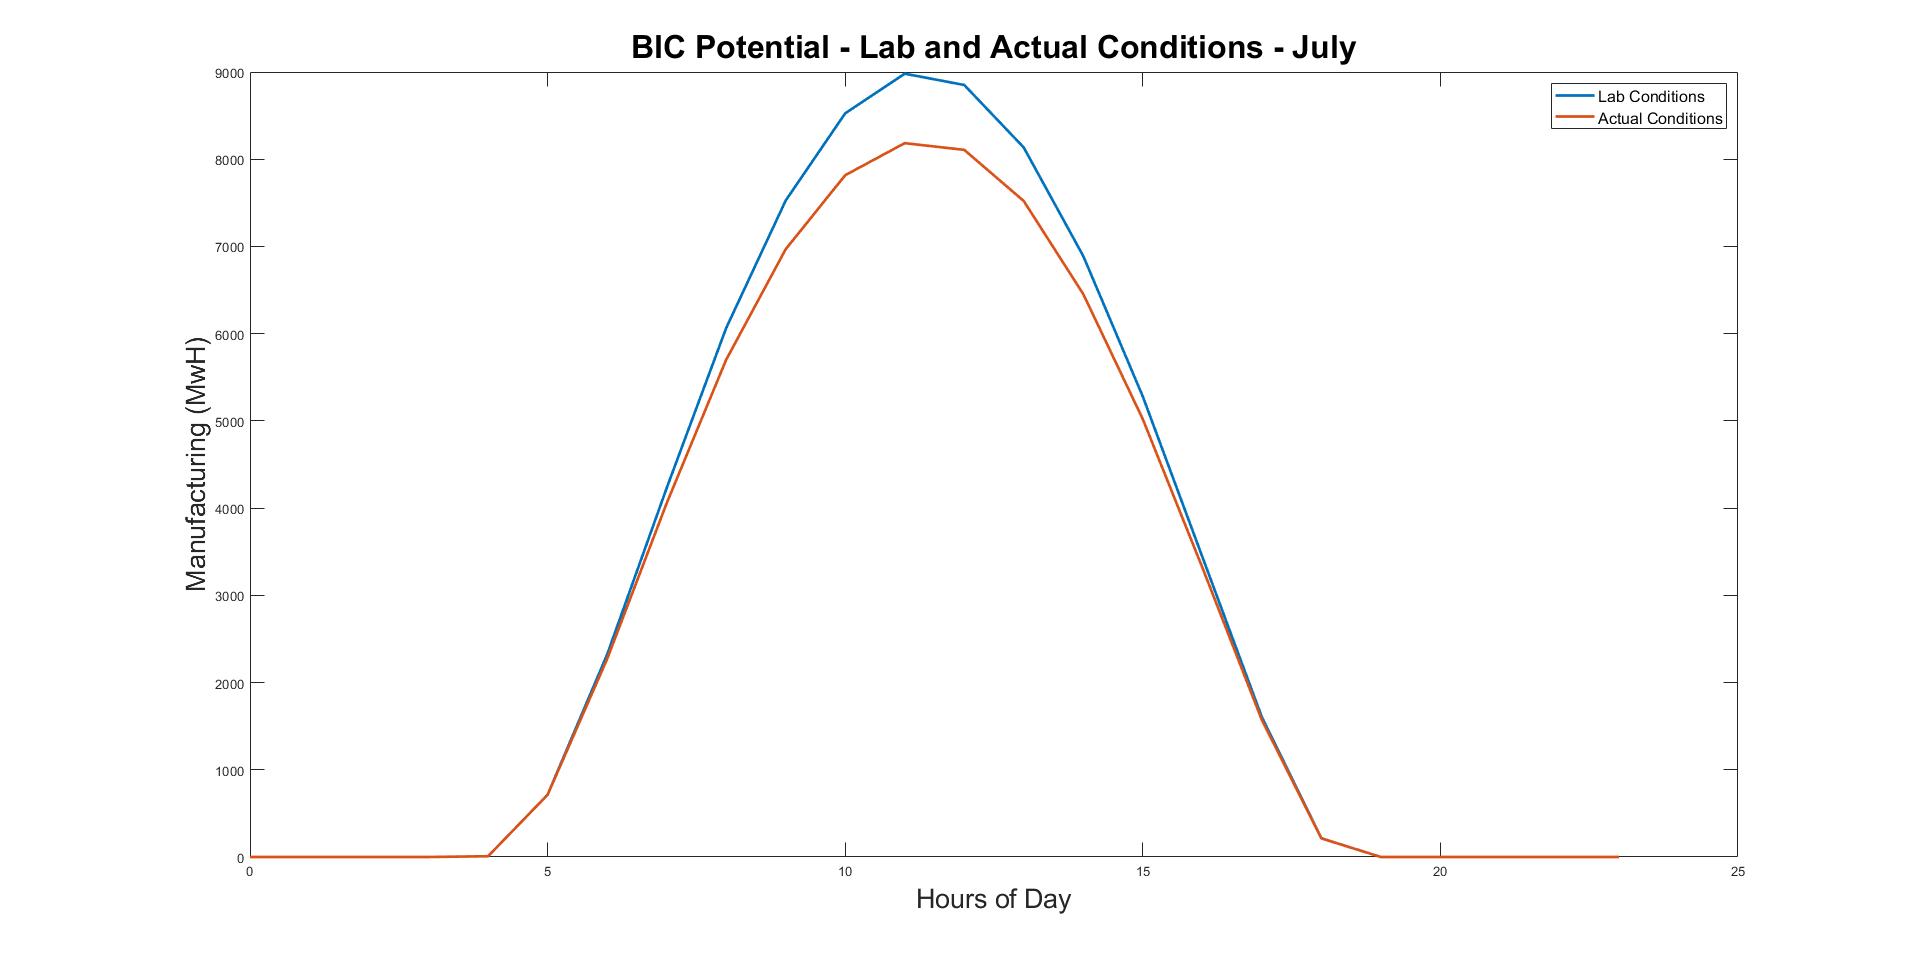 BIC Potential - Lab and Actual Conditions - July
9000
8000
7000
6000
5000
4000
3000
2000
1000
0
Manufacturing (MwH)
Lab Conditions
Actual Conditions
0 5 10 15 20 25
Hours of Day